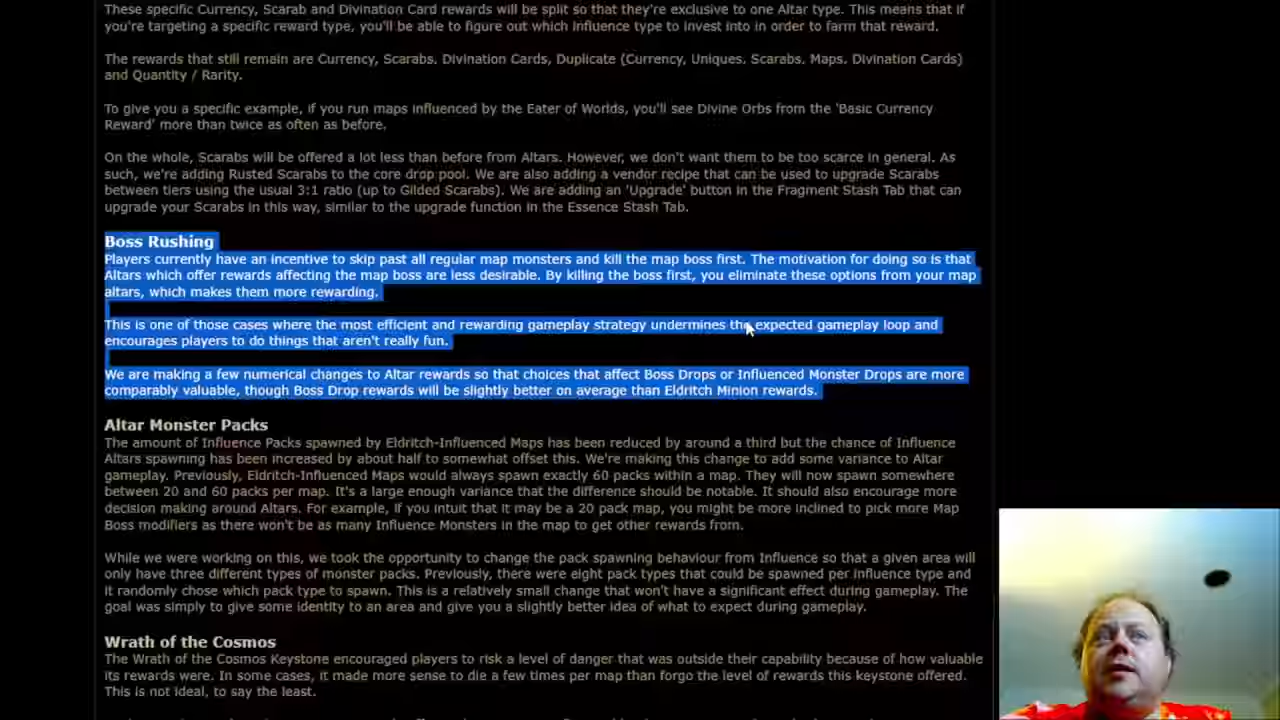 These specific Currency, Scarab and Divination Card rewards will be split so that they're exclusive to one Altar type. This means that if
you're targeting a specific reward type, you'll be able to figure out which influence type to invest into in order to farm that reward.
The rewards that still remain are Currency, Scarabs, Divination Cards, Duplicate (Currency, Uniques, Scarabs, Maps, Divination Cards)
and Quantity / Rarity.
To give you a specific example, if you run maps influenced by the Eater of Worlds, you'll see Divine Orbs from the 'Basic Currency
Reward' more than twice as often as before.
On the whole, Scarabs will be offered a lot less than before from Altars. However, we don't want them to be too scarce in general. As
such, we're adding Rusted Scarabs to the core drop pool. We are also adding a vendor recipe that can be used to upgrade Scarabs
between tiers using the usual 3:1 ratio (up to Gilded Scarabs). We are adding an 'Upgrade' button in the Fragment Stash Tab that can
upgrade your Scarabs in this way, similar to the upgrade function in the Essence Stash Tab.
Boss Rushing
Players currently have an incentive to skip past all regular map monsters and kill the map boss first. The motivation for doing so is that
Altars which offer rewards affecting the map boss are less desirable. By killing the boss first, you eliminate these options from your map
altars, which makes them more rewarding.
This is one of those cases where the most efficient and rewarding gameplay strategy undermines the expected gameplay loop and
encourages players to do things that aren't really fun.
We are making a few numerical changes to Altar rewards so that choices that affect Boss Drops or Influenced Monster Drops are more
comparably valuable, though Boss Drop rewards will be slightly better on average than Eldritch Minion rewards.
Altar Monster Packs
The amount of Influence Packs spawned by Eldritch-Influenced Maps has been reduced by around a third but the chance of Influence
Altars spawning has been increased by about half to somewhat offset this. We're making this change to add some variance to Altar
gameplay. Previously, Eldritch-Influenced Maps would always spawn exactly 60 packs within a map. They will now spawn somewhere
between 20 and 60 packs per map. It's a large enough variance that the difference should be notable. It should also encourage more
decision making around Altars. For example, if you intuit that it may be a 20 pack map, you might be more inclined to pick more Map
Boss modifiers as there won't be as many Influence Monsters in the map to get other rewards from.
While we were working on this, we took the opportunity to change the pack spawning behaviour from Influence so that a given area will
only have three different types of monster packs. Previously, there were eight pack types that could be spawned per influence type and
it randomly chose which pack type to spawn. This is a relatively small change that won't have a significant effect during gameplay. The
goal was simply to give some identity to an area and give you a slightly better idea of what to expect during gameplay.
Wrath of the Cosmos
The Wrath of the Cosmos Keystone encouraged players to risk a level of danger that was outside their capability because of how valuable
its rewards were. In some cases, it made more sense to die a few times per map than forgo the level of rewards this keystone offered.
This is not ideal, to say the least.